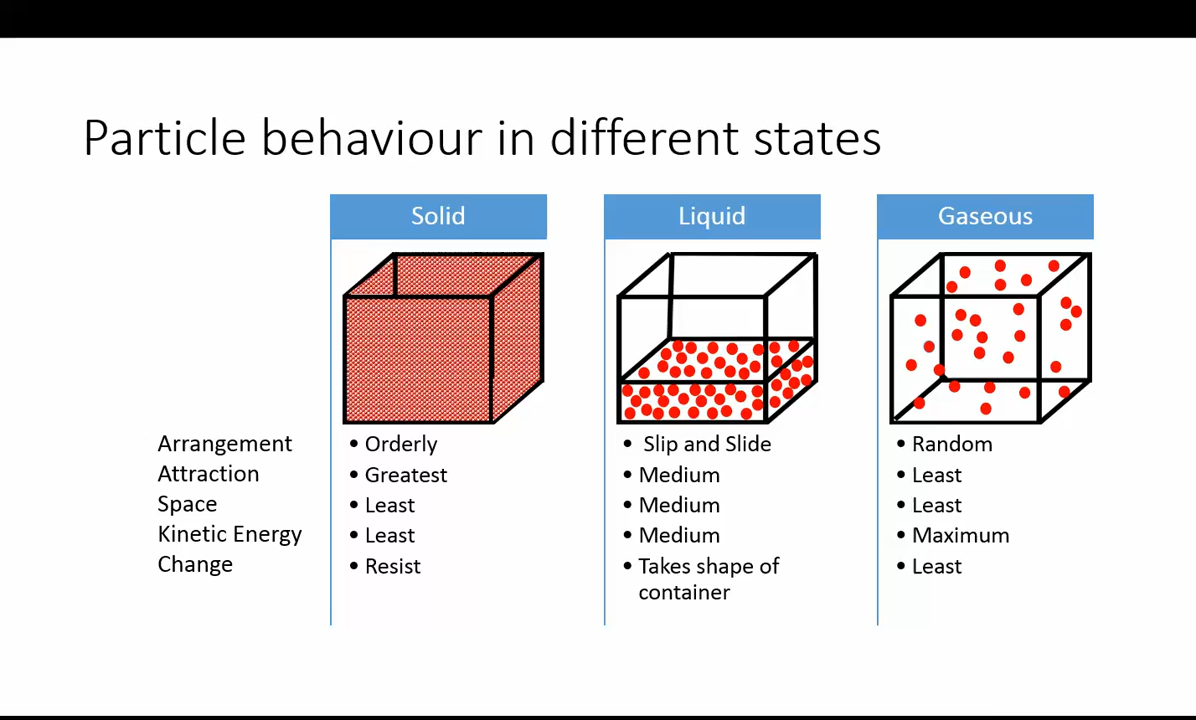 Particle behaviour in different states
Solid
Liquid
Gaseous
Arrangement
Attraction
Space
Kinetic Energy
Change
• Orderly
• Greatest
• Least
• Least
• Resist
• Slip and Slide
• Medium
• Medium
• Medium
• Takes shape of
container
• Random
• Least
• Least
• Maximum
• Least